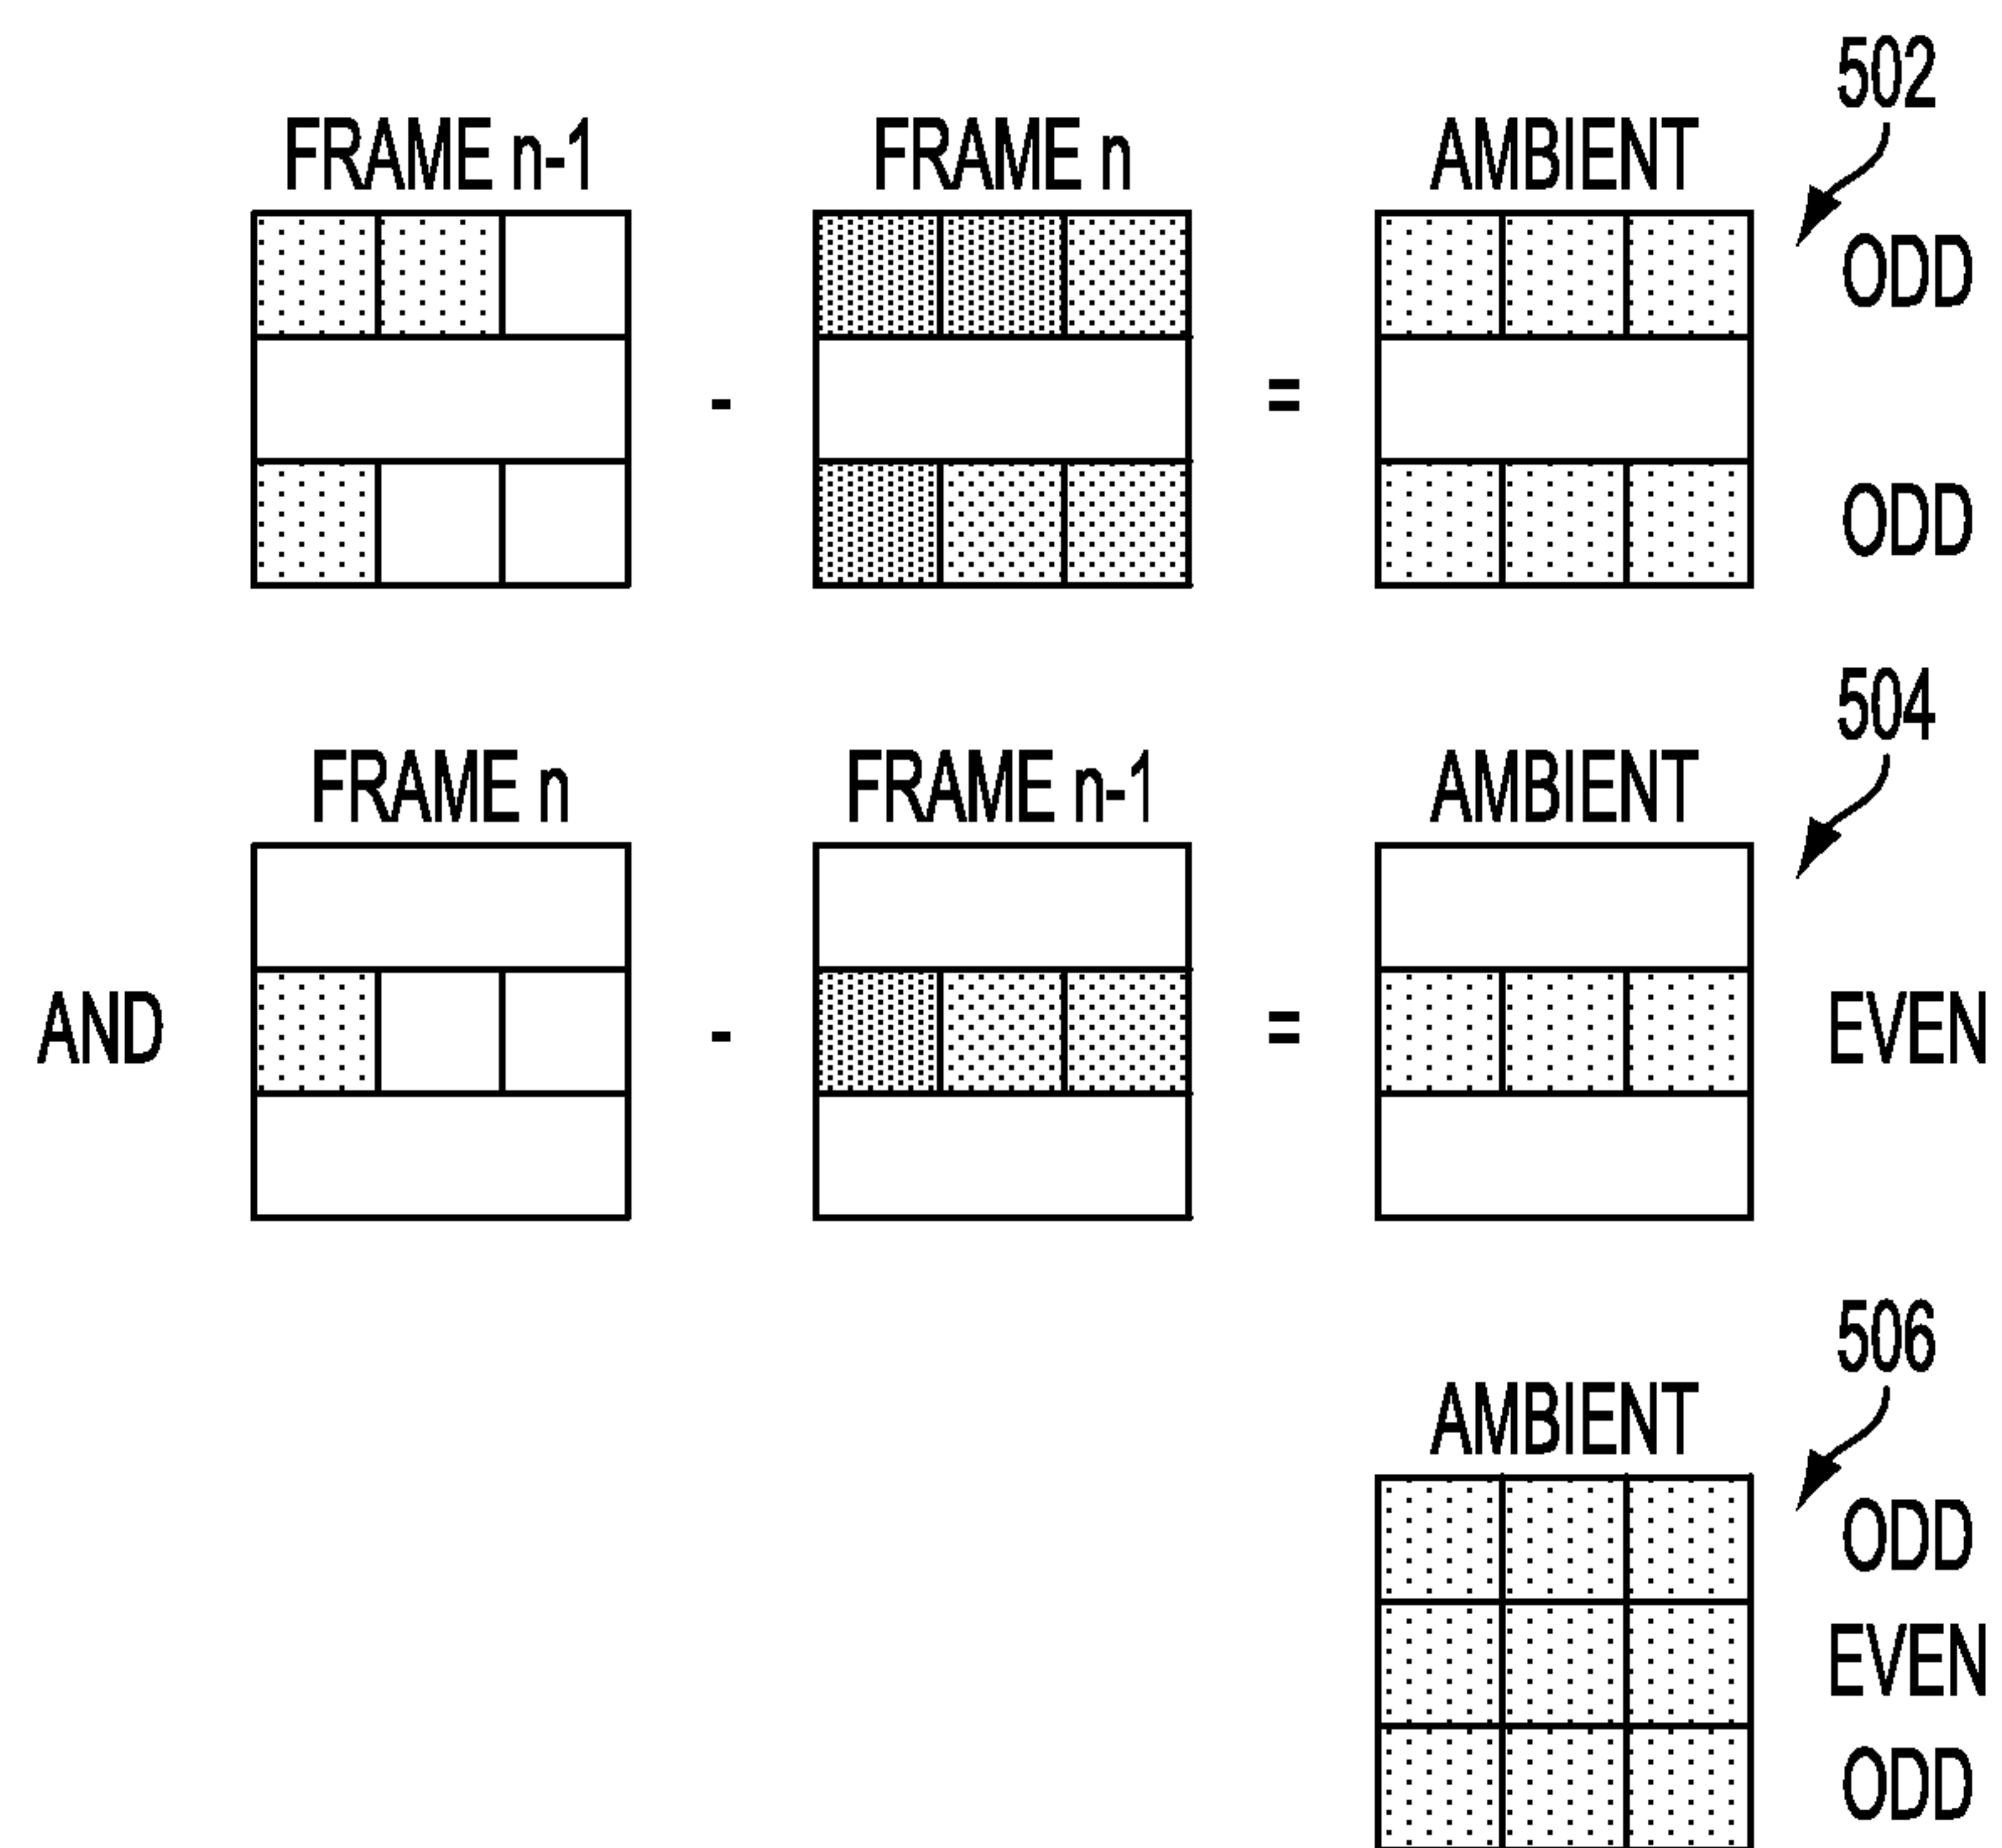 502
FRAME n-1 FRAME n AMBIENT
ODD
- =
ODD
504
FRAME n FRAME n-1 AMBIENT
AND - = EVEN
506
AMBIENT
ODD
EVEN
ODD